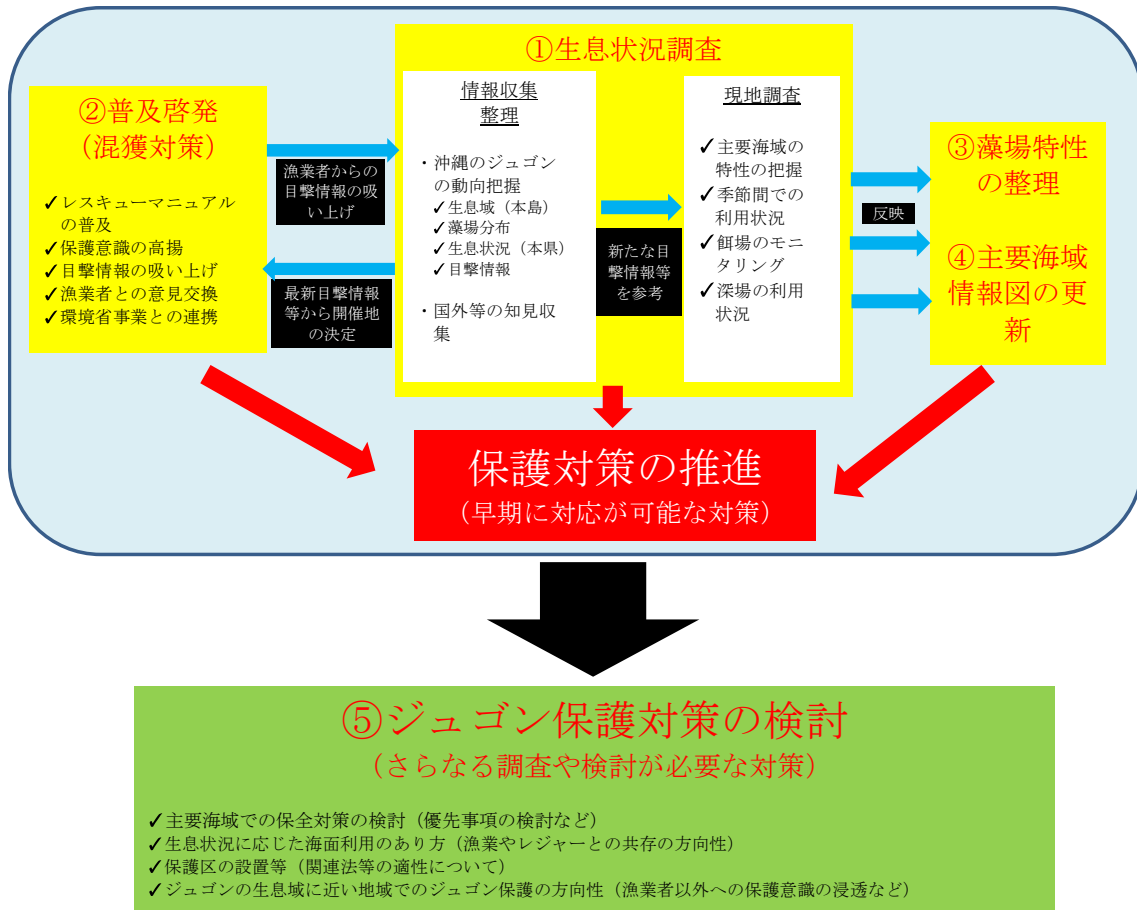 ①生息状況調査
②普及啓発
（混獲対策）
✓レスキューマニュアル
の普及
✓保護意識の高揚
✓目撃情報の吸い上げ
✓漁業者との意見交換
✓環境省事業との連携
漁業者からの
目撃情報の吸
い上げ
最新目撃情報
等から開催地
の決定
情報収集
整理
・沖縄のジュゴン
の動向把握
✓生息域（本島）
✓藻場分布
✓生息状況（本県）
✓目撃情報
・国外等の知見収
集
新たな目
撃情報等
を参考
現地調査
✓主要海域の
特性の把握
✓季節間での
利用状況
✓餌場のモニ
タリング
✓深場の利用
状況
反映
③藻場特性
の整理
④主要海域
情報図の更
新
保護対策の推進
（早期に対応が可能な対策）
⑤ジュゴン保護対策の検討
（さらなる調査や検討が必要な対策）
✓主要海域での保全対策の検討（優先事項の検討など）
✓生息状況に応じた海面利用のあり方（漁業やレジャーとの共存の方向性）
✓保護区の設置等（関連法等の適性について）
✓ジュゴンの生息域に近い地域でのジュゴン保護の方向性（漁業者以外への保護意識の浸透など）